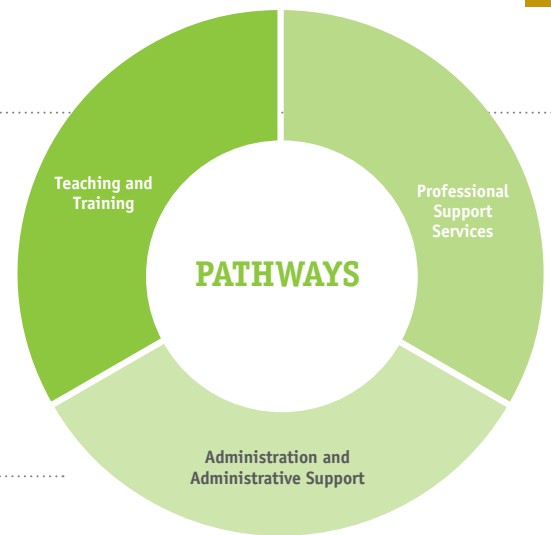 Teaching and
Training
Professional
Support
Services
PATHWAYS
Administration and
Administrative Support